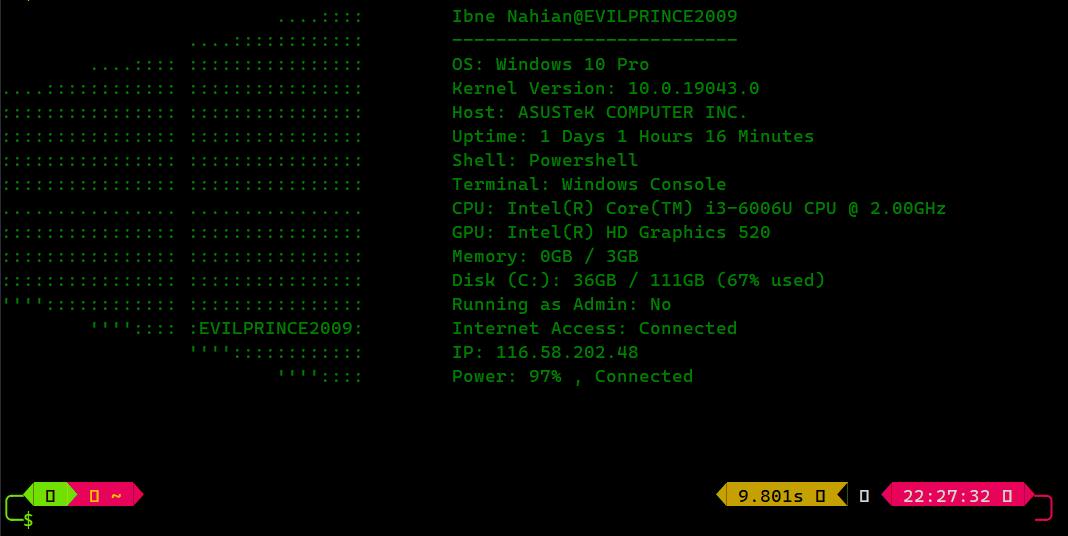 Ibne Nahian@EVILPRINCE2009
--------------------------
OS: Windows 10 Pro
Kernel Version: 10.0.19043.0
Host: ASUSTeK COMPUTER INC.
Uptime: 1 Days 1 Hours 16 Minutes
Shell: Powershell
Terminal: Windows Console
CPU: Intel(R) Core(TM) i3-6006U CPU @ 2.00GHz
GPU: Intel(R) HD Graphics 520
Memory: 0GB / 3GB
Disk (C:): 36GB / 111GB (67% used)
Running as Admin: No
:EVILPRINCE2009: Internet Access: Connected
IP: 116.58.202.48
Power: 97% , Connected
~ 9.801s 22:27:32
$